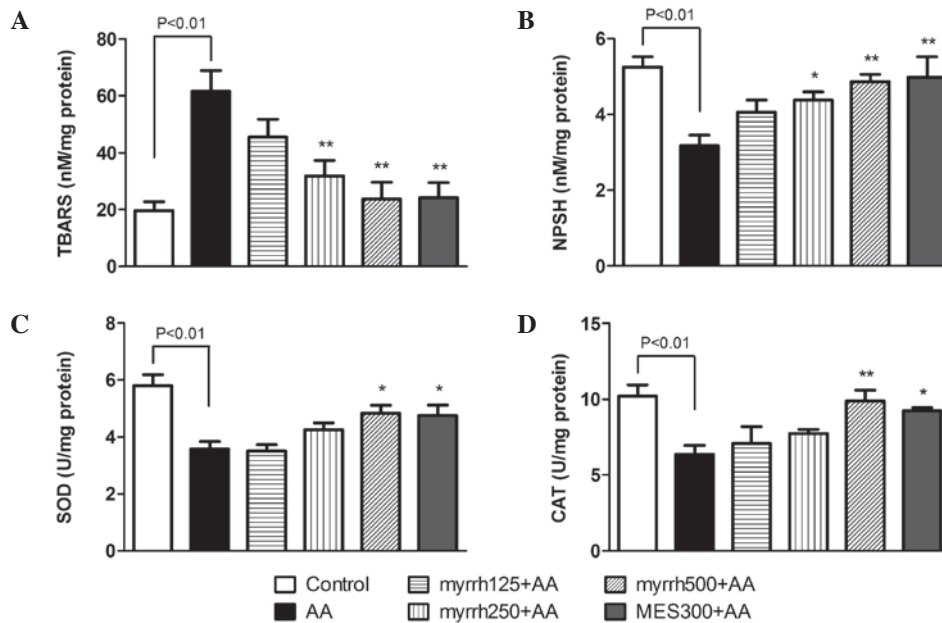 A
P<0.01
TBARS (nM/mg protein)
80
60
40
20
0
**
**
**
B
P<0.01
NPSH (nM/mg protein)
6
4
2
0
*
**
**
C
P<0.01
SOD (U/mg protein)
8
6
4
2
0
*
*
D
P<0.01
CAT (U/mg protein)
15
10
5
0
**
*
Control
myrrh125+AA
myrrh500+AA
AA
myrrh250+AA
MES300+AA